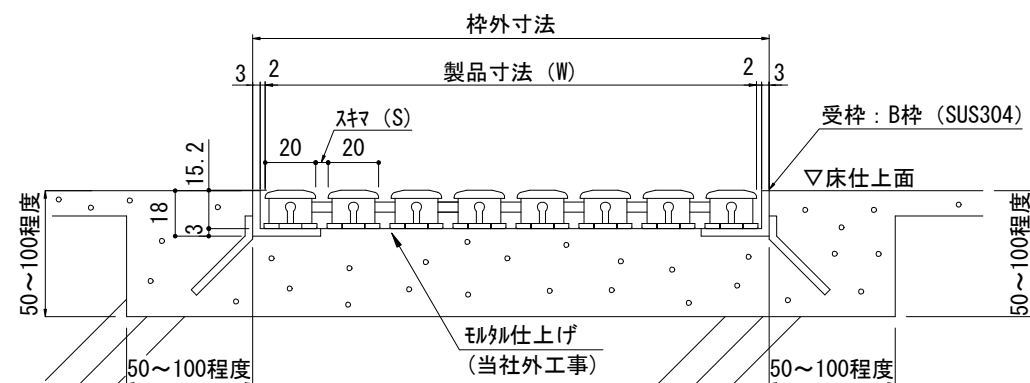 枠外寸法
3 2 製品寸法 (W) 2 3
ｽｷﾏ (S)
受枠：B枠 (SUS304)
20 20
15.2
▽床仕上面
18
3
50～100程度
50～100程度
ﾓﾙﾀﾙ仕上げ
(当社外工事)
50～100程度
50～100程度